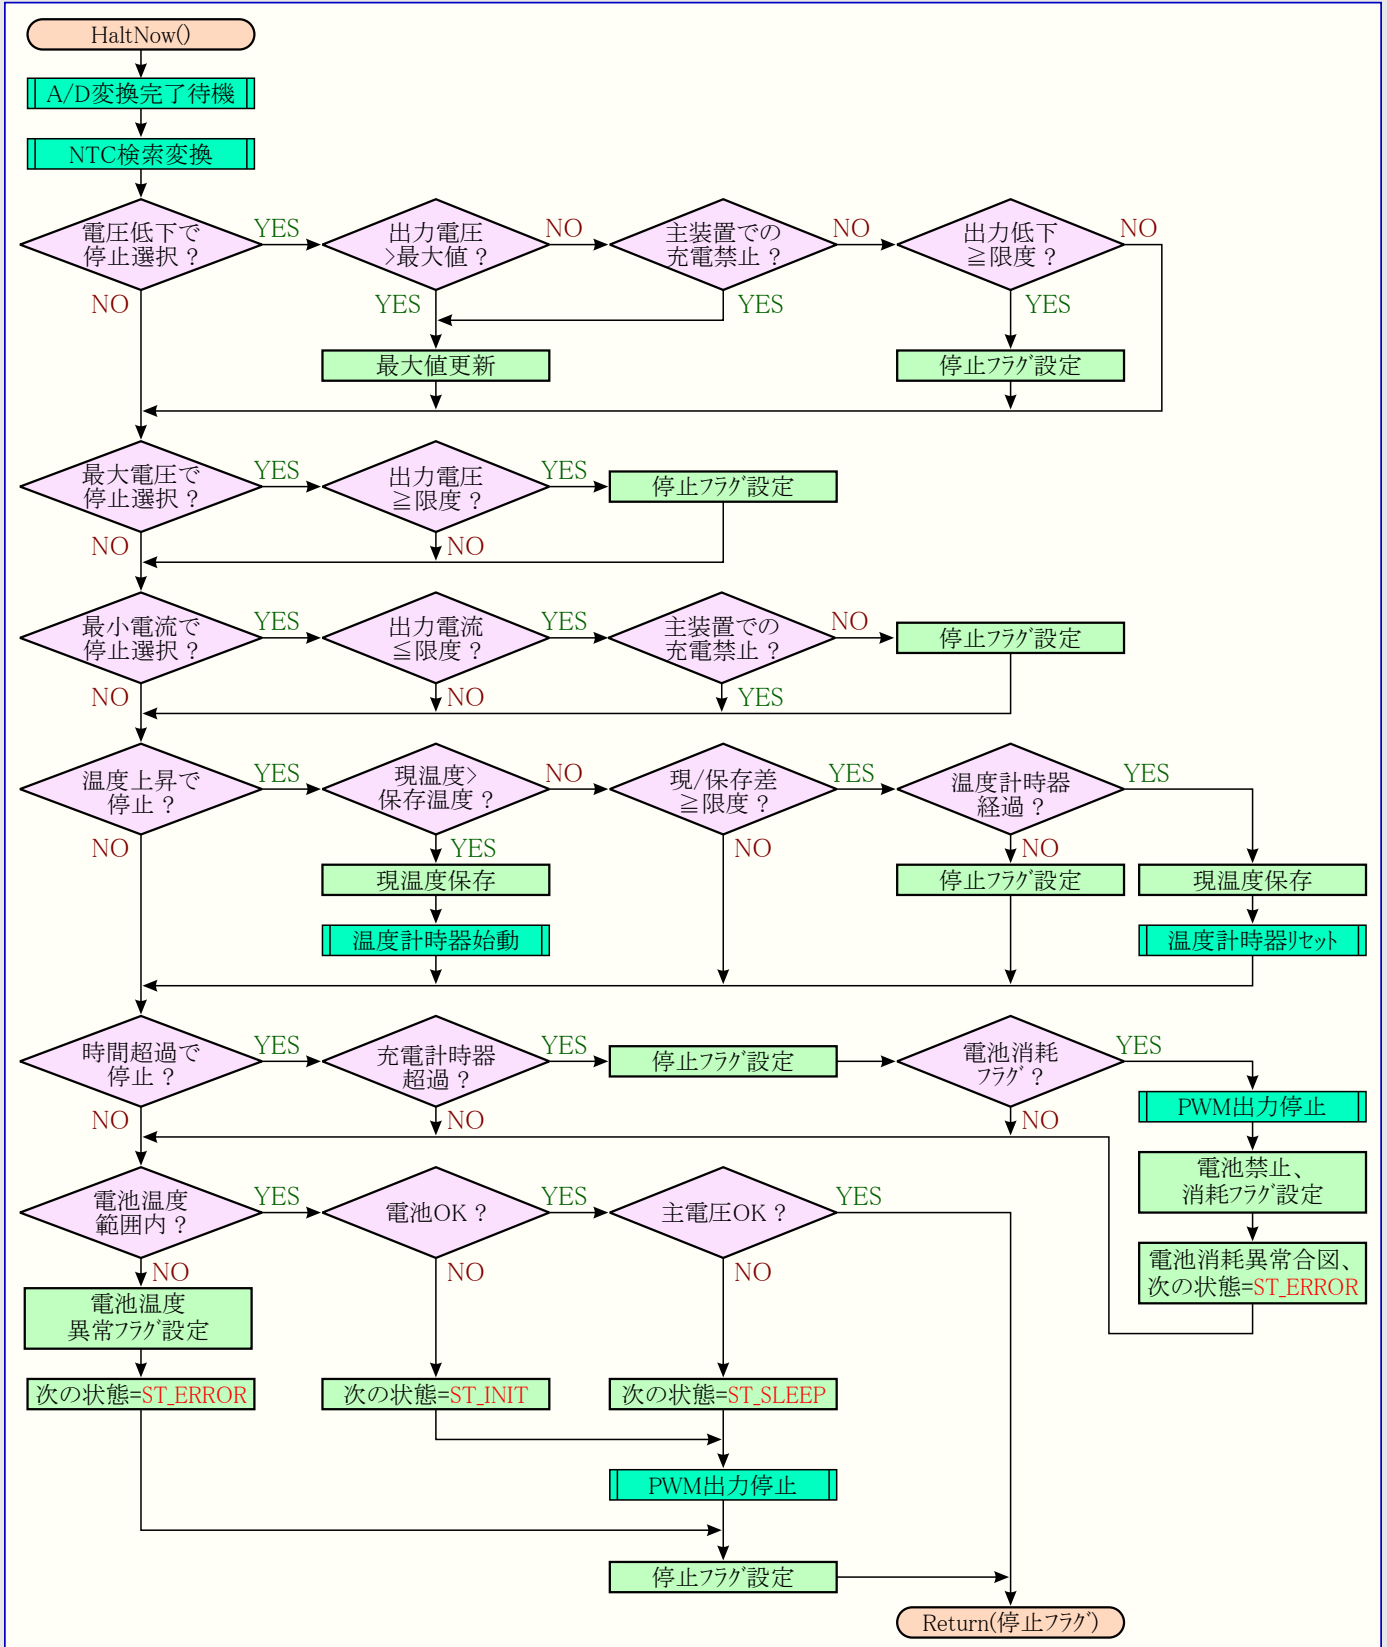 HaltNow()
A/D変換完了待機
NTC検索変換
電圧低下で
停止選択？
YES
出力電圧
>最大値？
NO
主装置での
充電禁止？
NO
出力低下
≧限度？
NO
NO
YES
YES
YES
最大値更新
停止ﾌﾗｸﾞ設定
最大電圧で
停止選択？
YES
出力電圧
≧限度？
YES
停止ﾌﾗｸﾞ設定
NO
NO
最小電流で
停止選択？
YES
出力電流
≦限度？
YES
主装置での
充電禁止？
NO
停止ﾌﾗｸﾞ設定
NO
NO
YES
温度上昇で
停止？
YES
現温度>
保存温度？
NO
現/保存差
≧限度？
YES
温度計時器
経過？
YES
NO
YES
NO
NO
現温度保存
停止ﾌﾗｸﾞ設定
現温度保存
温度計時器始動
温度計時器ﾘｾｯﾄ
時間超過で
停止？
YES
充電計時器
超過？
YES
停止ﾌﾗｸﾞ設定
電池消耗
ﾌﾗｸﾞ？
YES
NO
NO
NO
PWM出力停止
電池禁止、
消耗ﾌﾗｸﾞ設定
電池温度
範囲内？
YES
電池OK？
YES
主電圧OK？
YES
NO
NO
NO
電池消耗異常合図、
次の状態=ST_ERROR
電池温度
異常ﾌﾗｸﾞ設定
次の状態=ST_ERROR
次の状態=ST_INIT
次の状態=ST_SLEEP
PWM出力停止
停止ﾌﾗｸﾞ設定
Return(停止ﾌﾗｸﾞ)